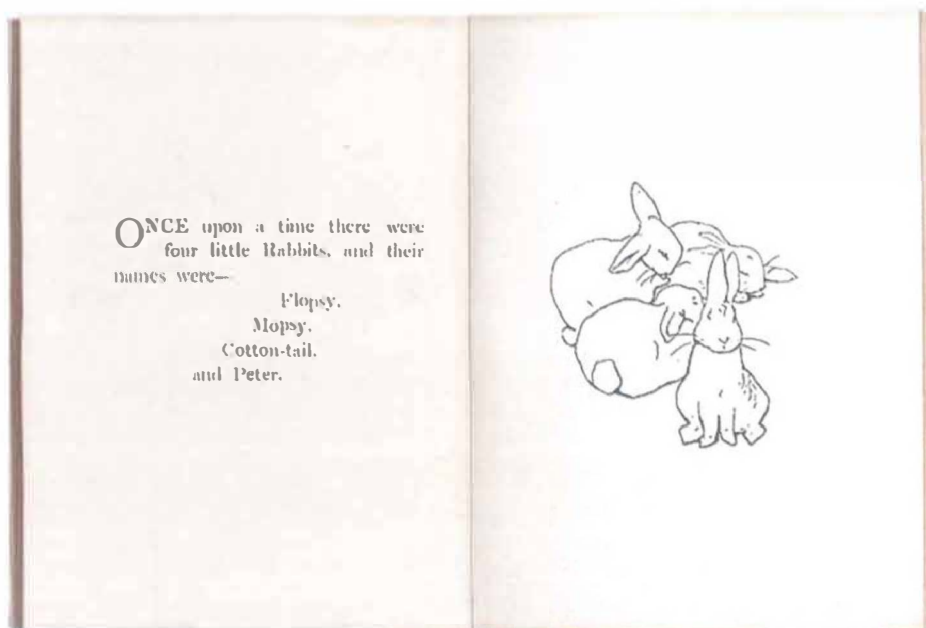 ONCE upon a time there were
four little Rabbits, and their
names were—
Flopsy,
Mopsy,
Cotton-tail,
and Peter.